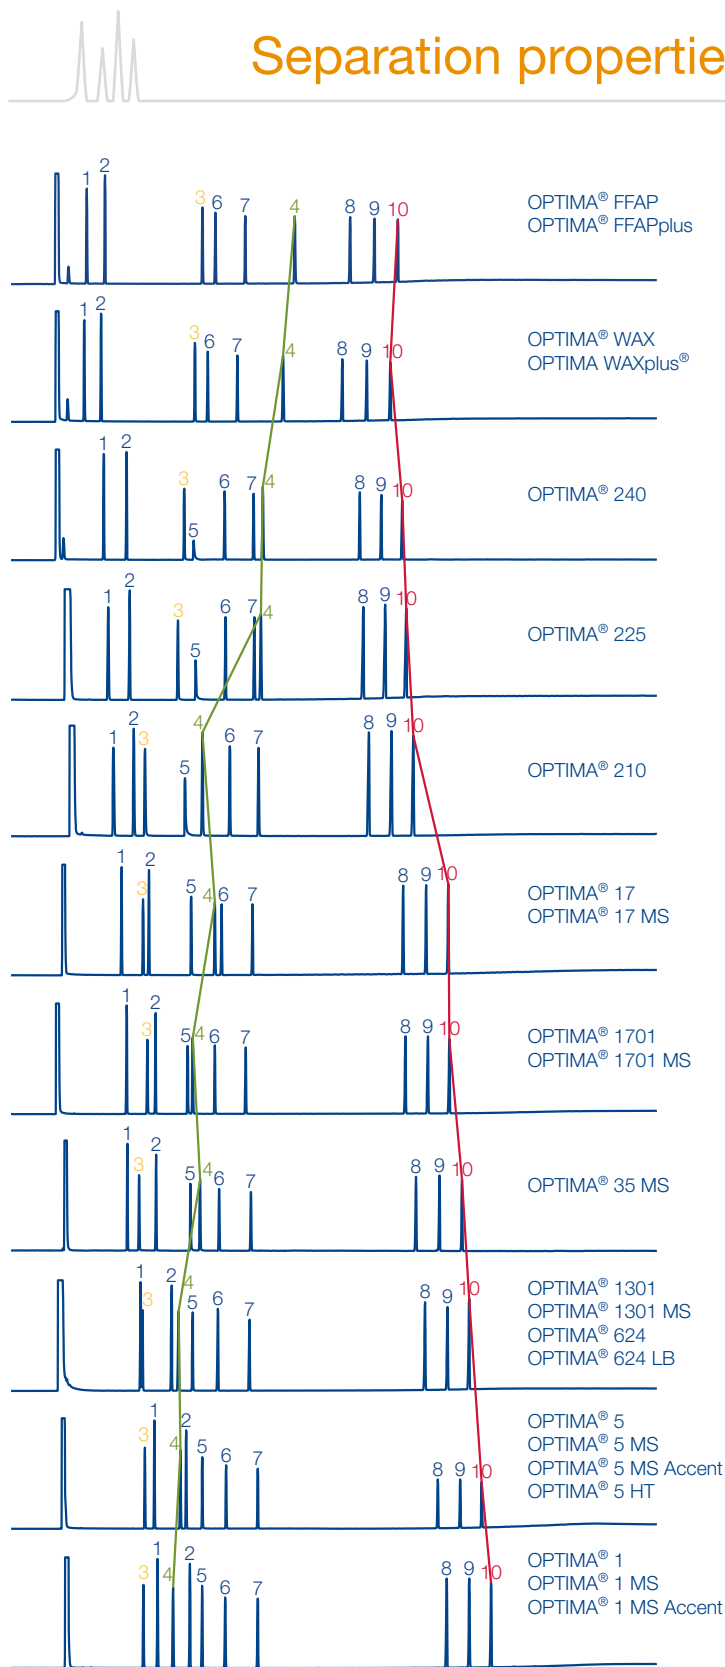 Separation propertie
1 2 3 6 7 4 8 9 10
OPTIMA® FFAP
OPTIMA® FFAPplus
1 2 3 6 7 4 8 9 10
OPTIMA® WAX
OPTIMA WAXplus®
1 2 3 5 6 7 4 8 9 10
OPTIMA® 240
1 2 3 5 6 7 4 8 9 10
OPTIMA® 225
1 2 3 5 4 6 7 8 9 10
OPTIMA® 210
1 3 2 5 4 6 7 8 9 10
OPTIMA® 17
OPTIMA® 17 MS
1 3 2 5 4 6 7 8 9 10
OPTIMA® 1701
OPTIMA® 1701 MS
1 3 2 5 4 6 7 8 9 10
OPTIMA® 35 MS
1 3 2 4 5 6 7 8 9 10
OPTIMA® 1301
OPTIMA® 1301 MS
OPTIMA® 624
OPTIMA® 624 LB
3 1 4 2 5 6 7 8 9 10
OPTIMA® 5
OPTIMA® 5 MS
OPTIMA® 5 MS Accent
OPTIMA® 5 HT
3 1 4 2 5 6 7 8 9 10
OPTIMA® 1
OPTIMA® 1 MS
OPTIMA® 1 MS Accent